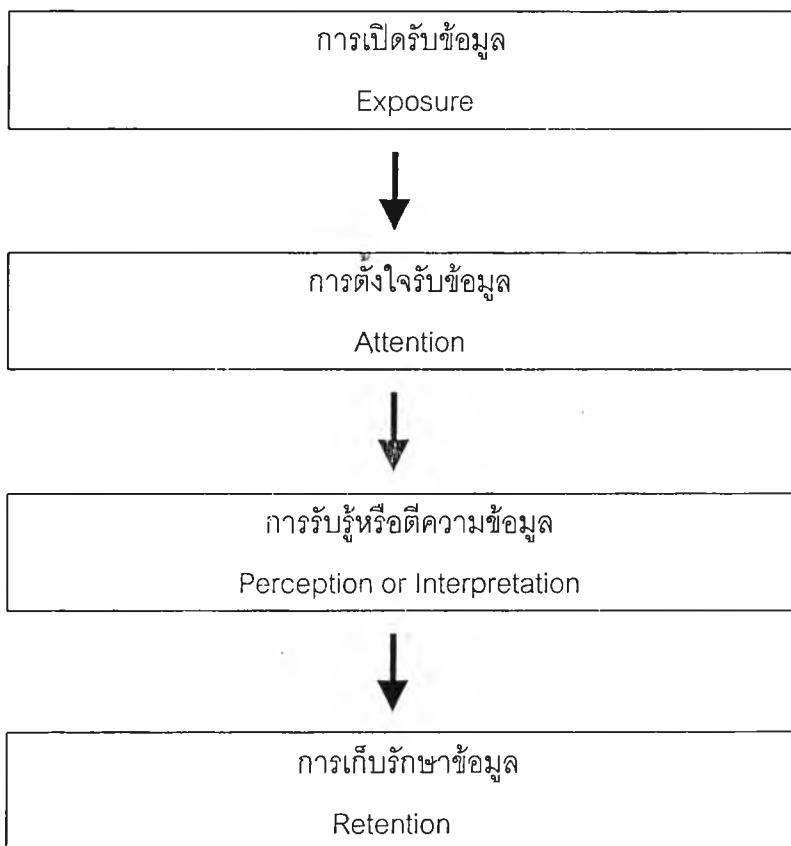 การเปิดรับข้อมูล
Exposure
การตั้งใจรับข้อมูล
Attention
การรับรู้หรือตีความข้อมูล
Perception or Interpretation
การเก็บรักษาข้อมูล
Retention